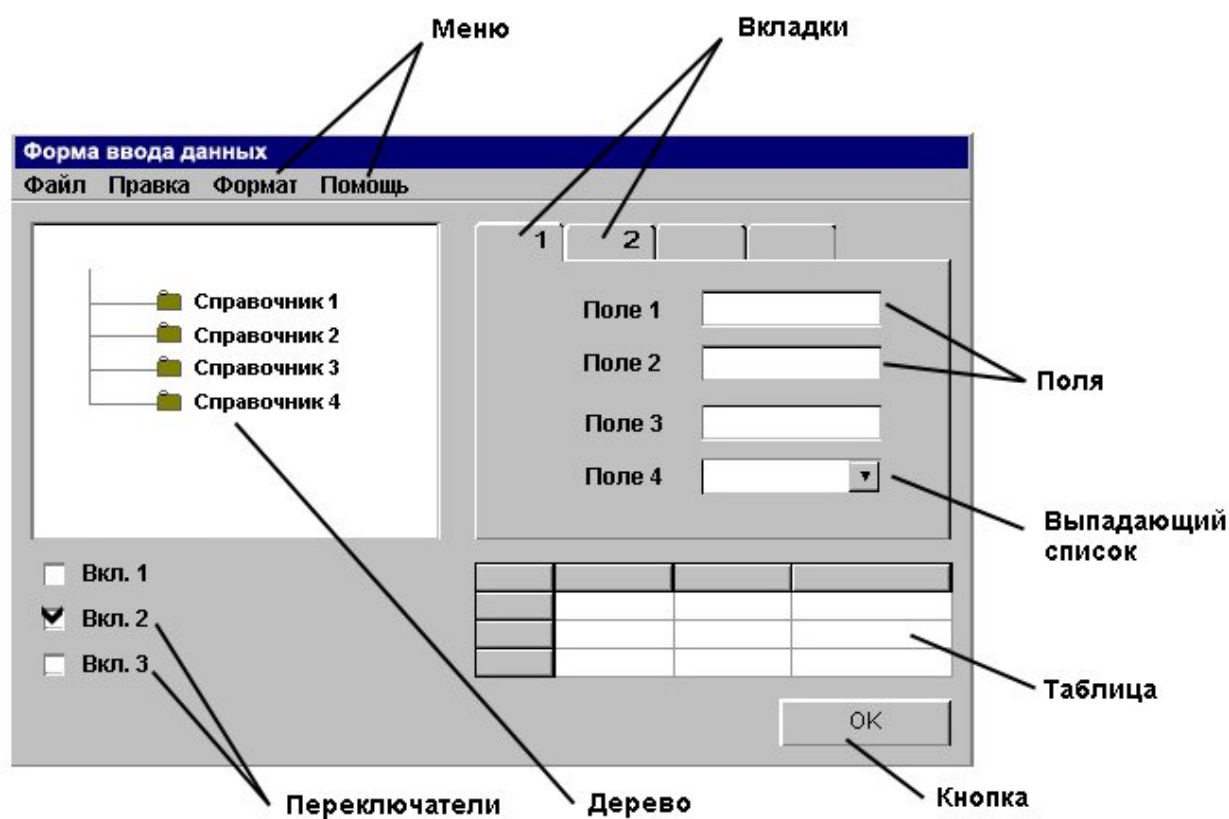 Меню
Вкладки
Форма ввода данных
Файл Правка Формат Помощь
Справочник 1
Справочник 2
Справочник 3
Справочник 4
1 2
Поле 1
Поле 2
Поле 3
Поле 4
Поля
Выпадающий
список
Вкл. 1
Вкл. 2
Вкл. 3
Таблица
OK
Переключатели
Дерево
Кнопка